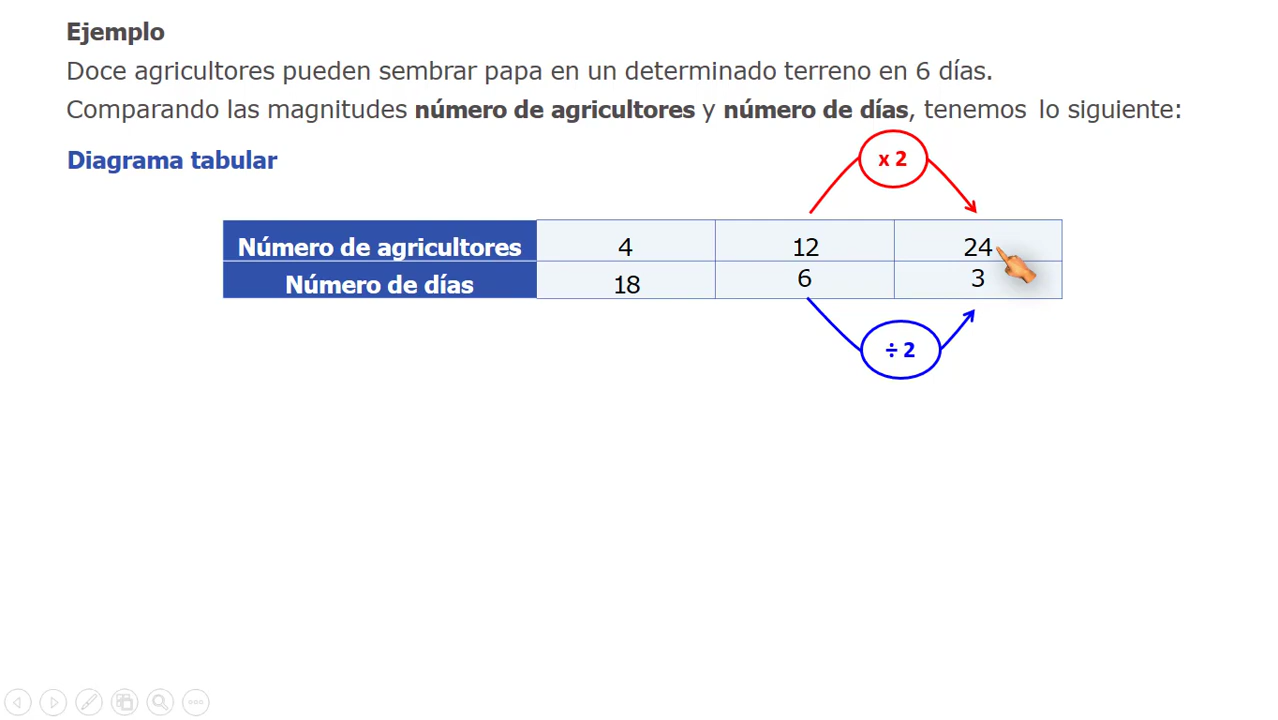 Ejemplo
Doce agricultores pueden sembrar papa en un determinado terreno en 6 días.
Comparando las magnitudes número de agricultores y número de días, tenemos lo siguiente:
Diagrama tabular
x 2
Número de agricultores 4 12 24
Número de días 18 6 3
÷ 2